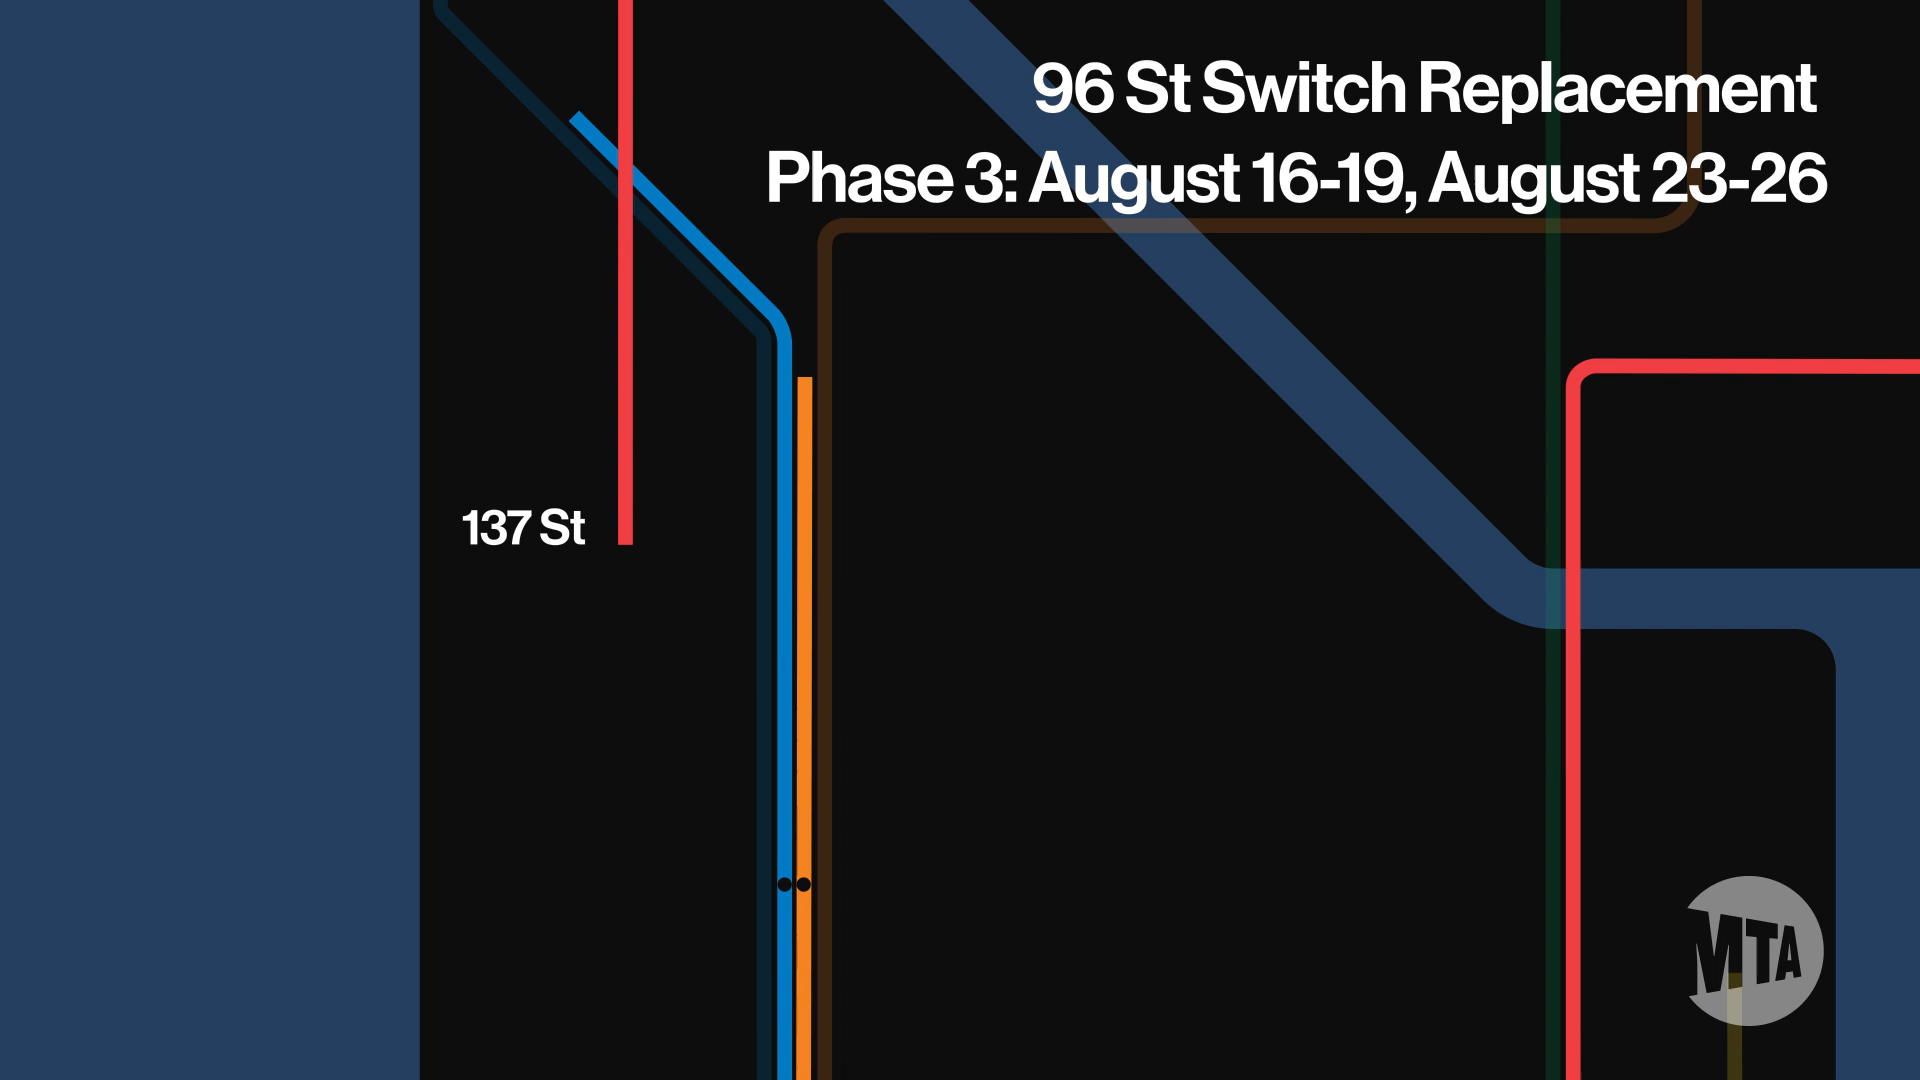 96 St Switch Replacement
Phase 3: August 16-19, August 23-26
137 St
MTA